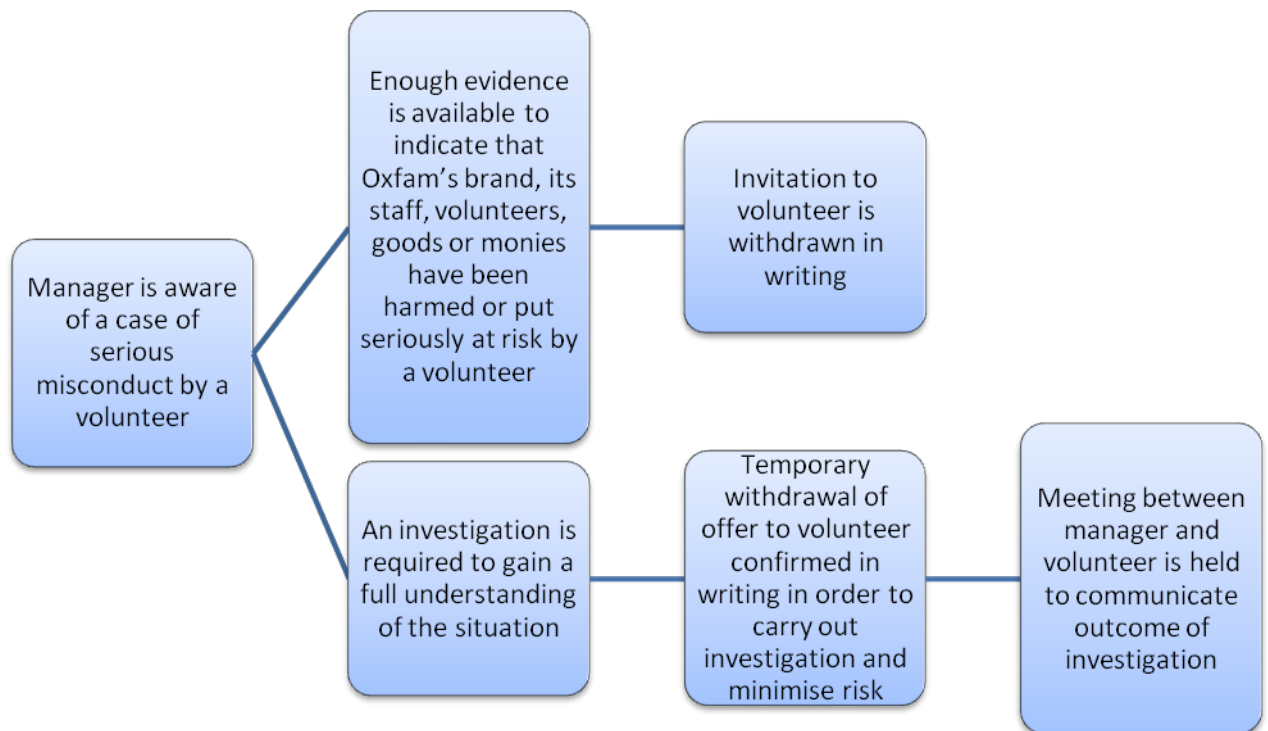 Manager is aware
of a case of
serious
misconduct by a
volunteer
Enough evidence
is available to
indicate that
Oxfam's brand, its
staff, volunteers,
goods or monies
have been
harmed or put
seriously at risk by
a volunteer
Invitation to
volunteer is
withdrawn in
writing
An investigation is
required to gain a
full understanding
of the situation
Temporary
withdrawal of
offer to volunteer
confirmed in
writing in order to
carry out
investigation and
minimise risk
Meeting between
manager and
volunteer is held
to communicate
outcome of
investigation